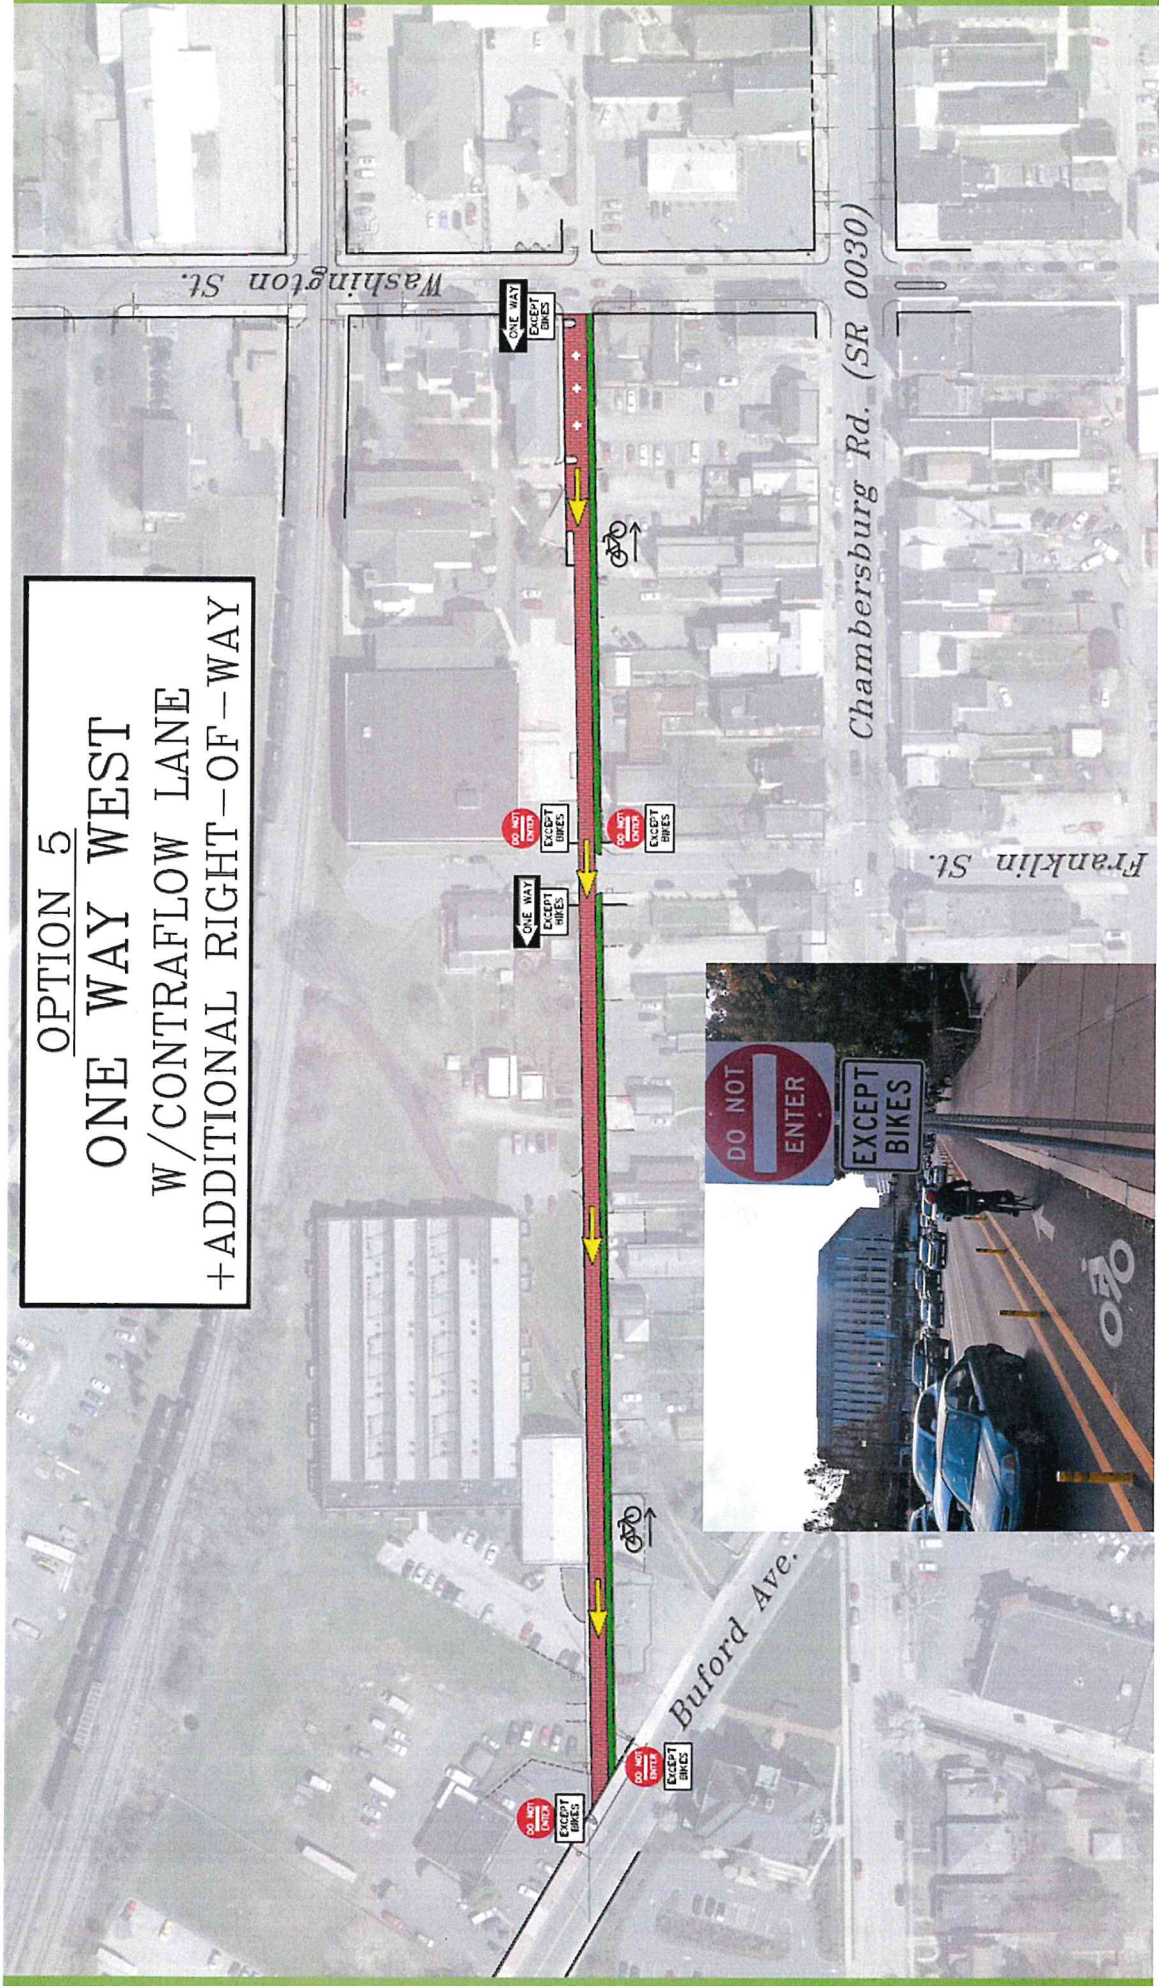 OPTION 5
ONE WAY WEST
W/CONTRAFLOW LANE
+ADDITIONAL RIGHT-OF-WAY
Washington St.
ONE WAY
EXCEPT
BIKES
Chambersburg Rd. (SR 0030)
DO NOT
ENTER
EXCEPT
BIKES
DO NOT
ENTER
EXCEPT
BIKES
ONE WAY
EXCEPT
BIKES
Franklin St.
DO NOT
ENTER
EXCEPT
BIKES
Buford Ave.
DO NOT
ENTER
EXCEPT
BIKES
DO NOT
ENTER
EXCEPT
BIKES